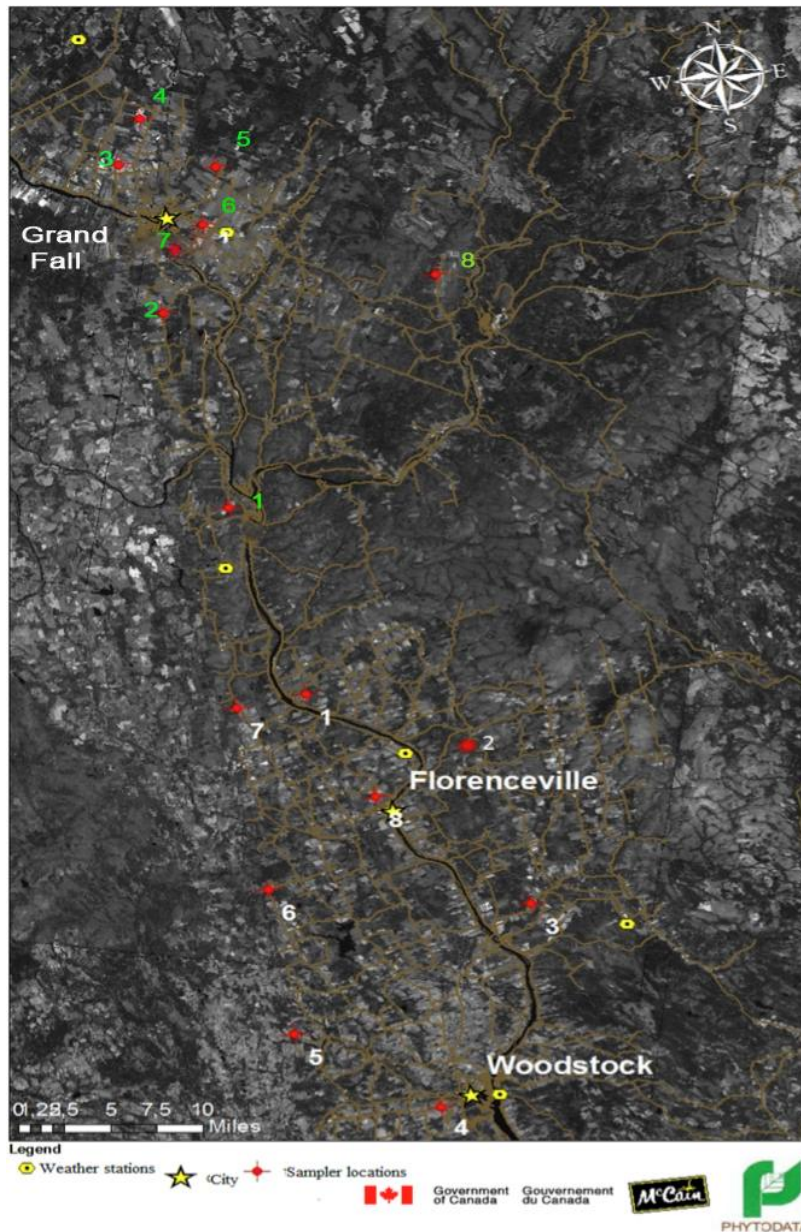 N
W E
S
4
5
3
6
Grand
Fall
7
8
2
1
1
7
2
Florenceville
8
6
3
5
Woodstock
4
0 1,25 2,5 5 7,5 10
Miles
Legend
Weather stations City Sampler locations
Government of Canada
Gouvernement du Canada
McCain
PHYTODATA